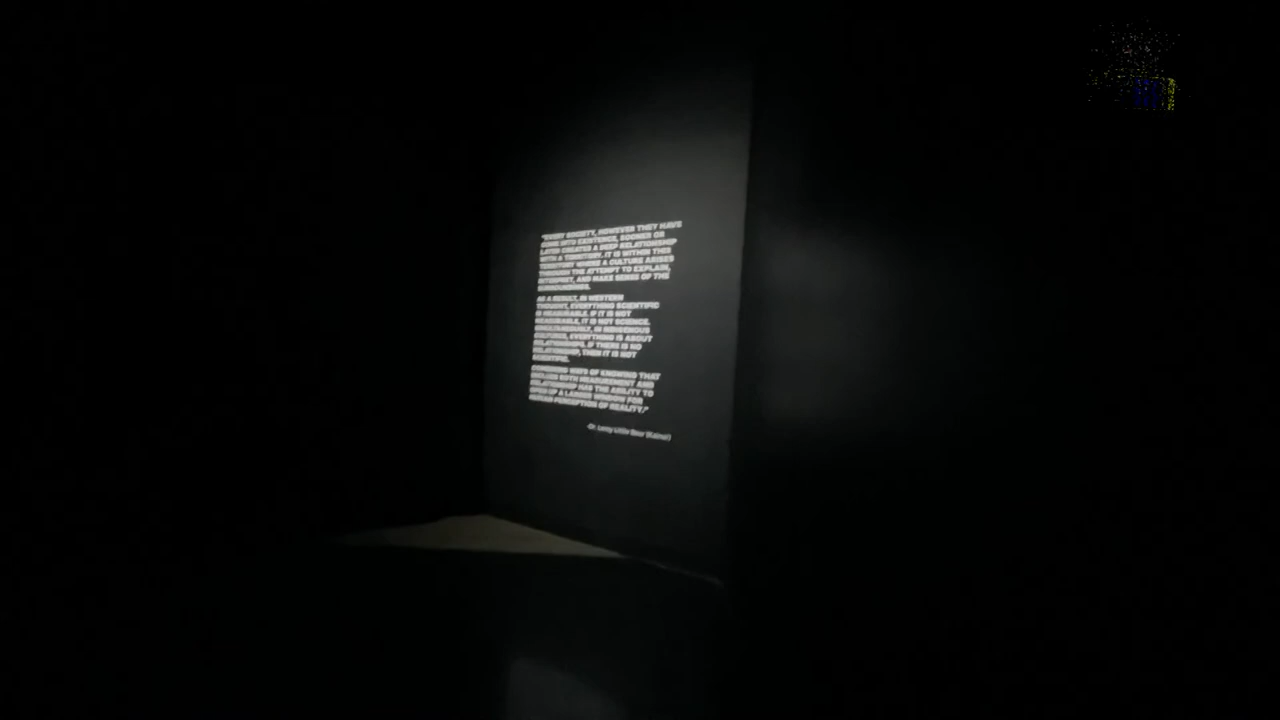 "EVERY SOCIETY, HOWEVER THEY HAVE
COME INTO EXISTENCE, SOONER OR
LATER CREATES A DEEP RELATIONSHIP
WITH A TERRITORY. IT IS WITHIN THIS
TERRITORY WHERE A CULTURE ARISES
THROUGH THE ATTEMPT TO EXPLAIN,
INTERPRET, AND MAKE SENSE OF THE
SURROUNDINGS.
AS A RESULT, IN WESTERN
THOUGHT, EVERYTHING SCIENTIFIC
IS MEASURABLE. IF IT IS NOT
MEASURABLE, IT IS NOT SCIENCE.
SIMULTANEOUSLY, IN INDIGENOUS
CULTURES, EVERYTHING IS ABOUT
RELATIONSHIPS. IF THERE IS NO
RELATIONSHIP, THEN IT IS NOT
SCIENTIFIC.
WAYS OF KNOWING THAT
INCLUDE BOTH MEASUREMENT AND
RELATIONSHIP HAS THE ABILITY TO
OPEN UP A LARGER WINDOW FOR
HUMAN PERCEPTION OF REALITY."
-Dr. Leroy Little Bear (Kainai)